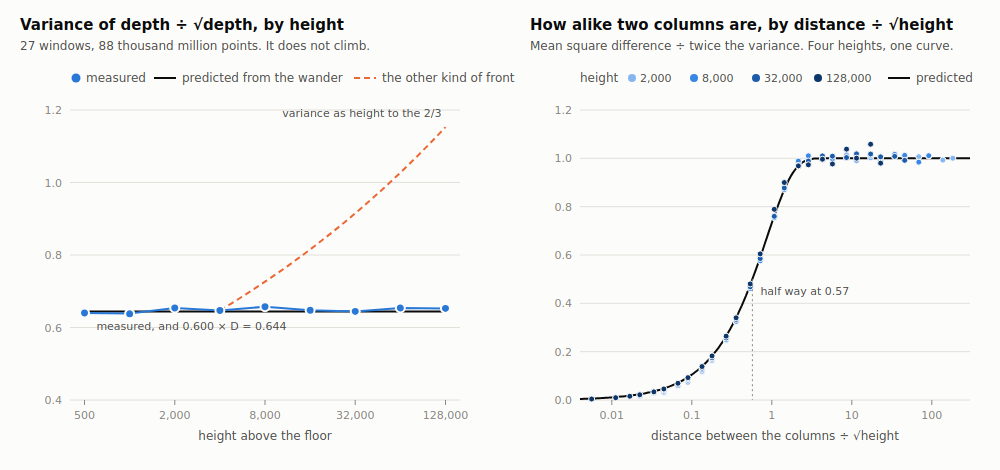 Variance of depth ÷ √depth, by height
27 windows, 88 thousand million points. It does not climb.
measured
predicted from the wander
the other kind of front
variance as height to the 2/3
1.2
1.0
0.8
0.6
0.4
measured, and 0.600 × D = 0.644
500
2,000
8,000
32,000
128,000
height above the floor
How alike two columns are, by distance ÷ √height
Mean square difference ÷ twice the variance. Four heights, one curve.
height
2,000
8,000
32,000
128,000
predicted
1.2
1.0
0.8
0.6
0.4
0.2
0.0
half way at 0.57
0.01
0.1
1
10
100
distance between the columns ÷ √height